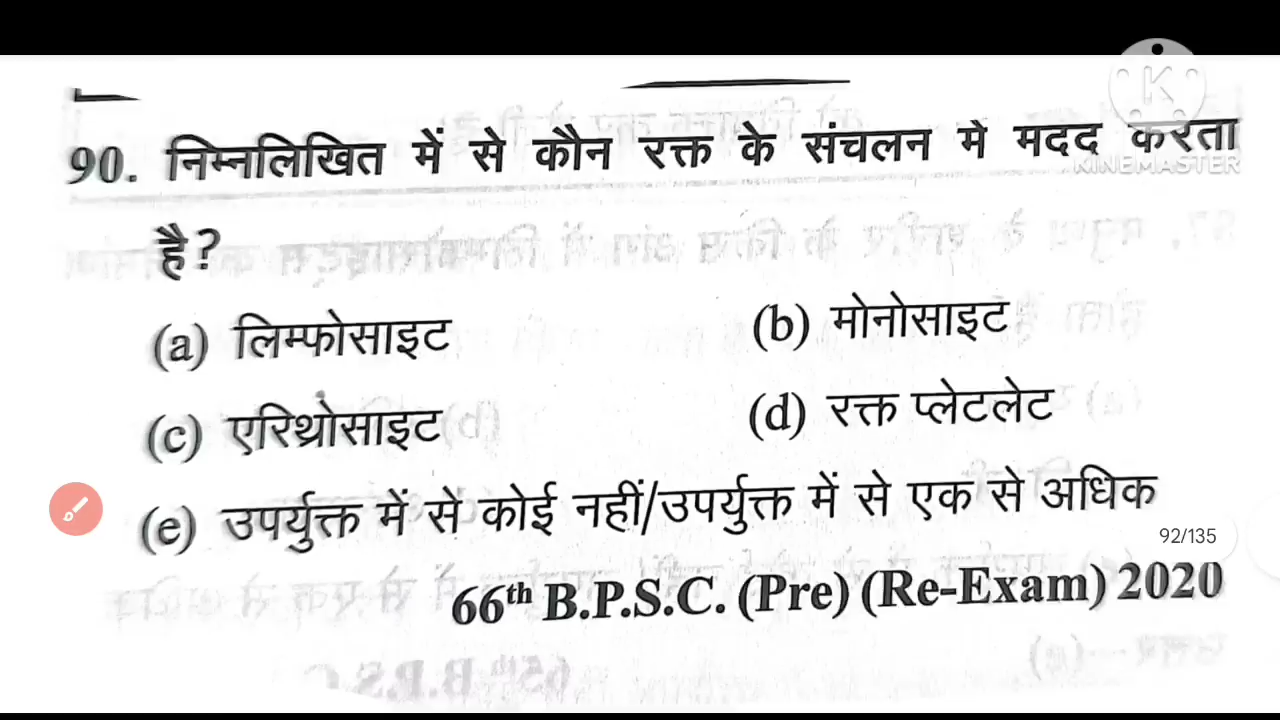 K
KINEMASTER
90. निम्नलिखित में से कौन रक्त के संचलन मे मदद करता
है?
(a) लिम्फोसाइट
(b) मोनोसाइट
(c) एरिथ्रोसाइट
(d) रक्त प्लेटलेट
(e) उपर्युक्त में से कोई नहीं/उपर्युक्त में से एक से अधिक
92/135
66th B.P.S.C. (Pre) (Re-Exam) 2020